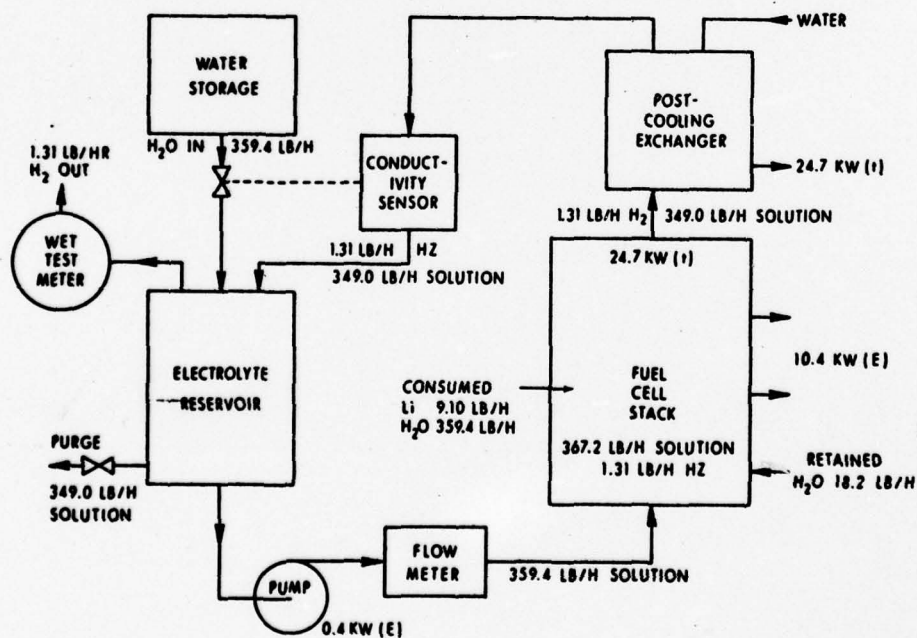 WATER
STORAGE
H₂O IN 359.4 LB/H
1.31 LB/HR
H₂ OUT
WET
TEST
METER
CONDUCT-
IVITY
SENSOR
1.31 LB/H HZ
349.0 LB/H SOLUTION
WATER
POST-
COOLING
EXCHANGER
24.7 KW (t)
1.31 LB/H H₂ 349.0 LB/H SOLUTION
24.7 KW (t)
10.4 KW (E)
FUEL
CELL
STACK
CONSUMED
Li 9.10 LB/H
H₂O 359.4 LB/H
367.2 LB/H SOLUTION
1.31 LB/H HZ
RETAINED
H₂O 18.2 LB/H
ELECTROLYTE
RESERVOIR
PURGE
349.0 LB/H
SOLUTION
PUMP
0.4 KW (E)
FLOW
METER
359.4 LB/H SOLUTION